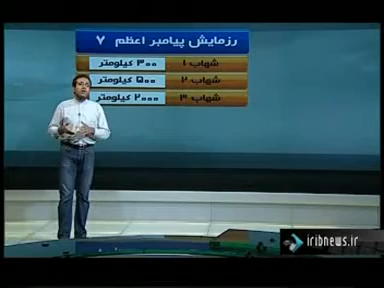 رزمایش پیامبر اعظم ۷
شهاب ۱ ۳۰۰ کیلومتر
شهاب ۲ ۵۰۰ کیلومتر
شهاب ۳ ۲۰۰۰ کیلومتر
iribnews.ir